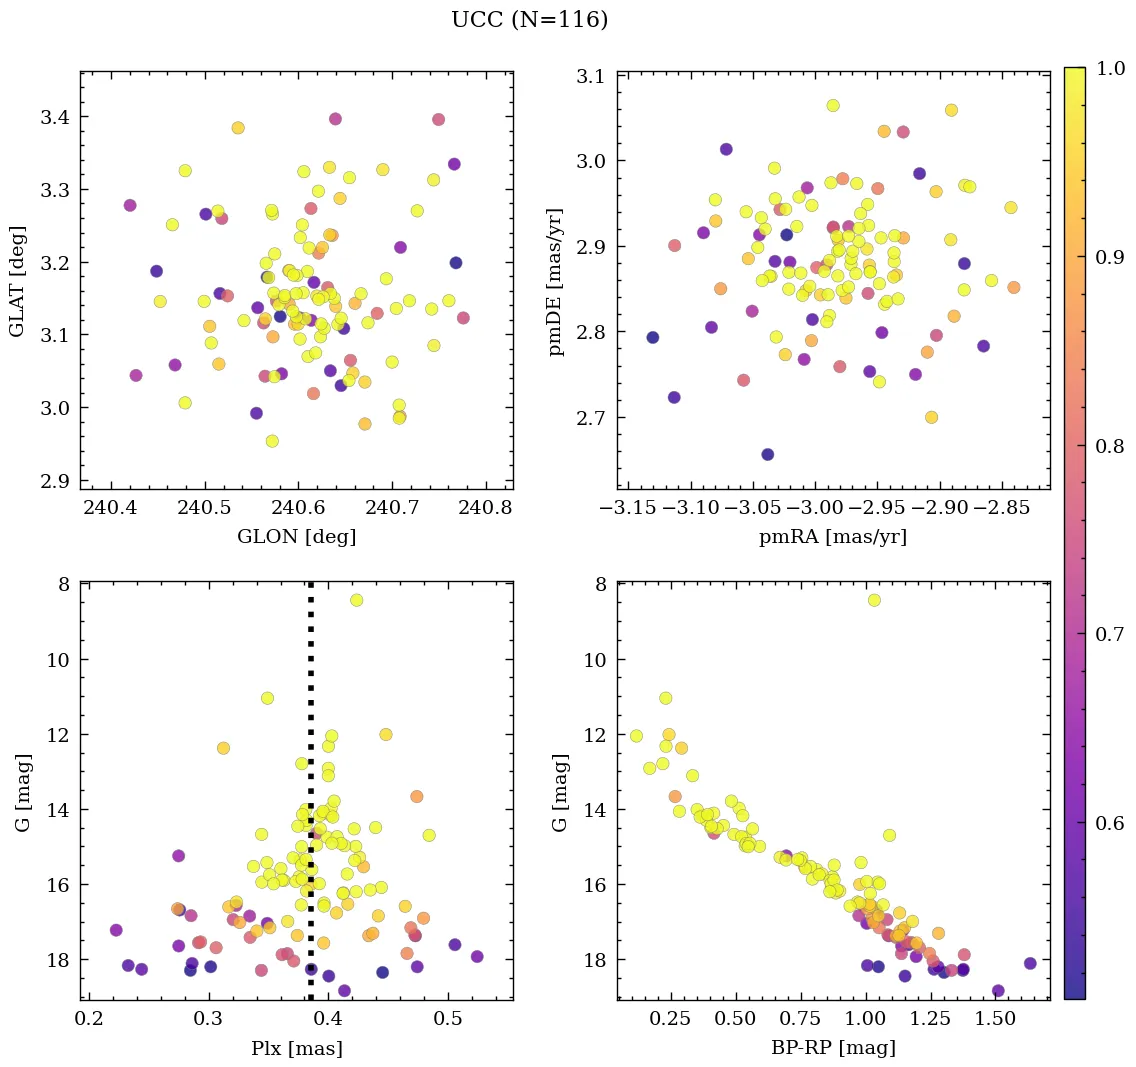 UCC (N=116)
3.4
3.3
3.2
3.1
3.0
2.9
GLAT [deg]
240.4 240.5 240.6 240.7 240.8
GLON [deg]
3.1
3.0
2.9
2.8
2.7
pmDE [mas/yr]
−3.15 −3.10 −3.05 −3.00 −2.95 −2.90 −2.85
pmRA [mas/yr]
1.0
0.9
0.8
0.7
0.6
8
10
12
14
16
18
G [mag]
0.2 0.3 0.4 0.5
Plx [mas]
8
10
12
14
16
18
G [mag]
0.25 0.50 0.75 1.00 1.25 1.50
BP-RP [mag]